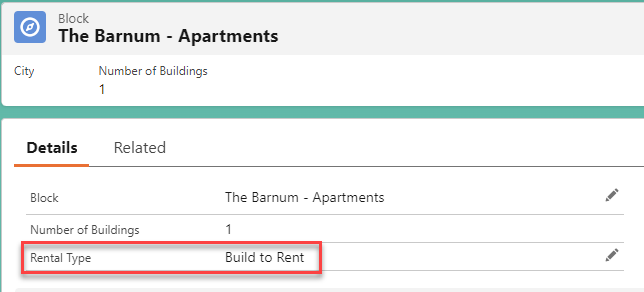 Block
The Barnum - Apartments
City Number of Buildings
1
Details Related
Block The Barnum - Apartments
Number of Buildings 1
Rental Type Build to Rent